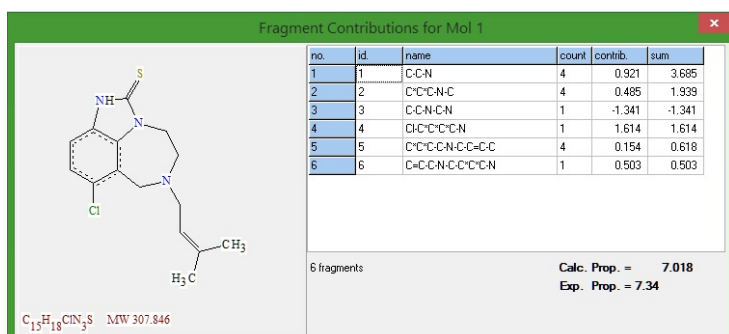 Fragment Contributions for Mol 1
×
no. id. name count contrib. sum
1 1 C-C-N 4 0.921 3.685
2 2 C*C*C-N-C 4 0.485 1.939
3 3 C-C-N-C-N 1 -1.341 -1.341
4 4 Cl-C*C*C*C-N 1 1.614 1.614
5 5 C*C*C-C-N-C-C=C-C 4 0.154 0.618
6 6 C=C-C-N-C-C*C*C-N 1 0.503 0.503
S
NH
N
N
Cl
CH3
H3C
6 fragments Calc. Prop. = 7.018
Exp. Prop. = 7.34
C15H18ClN3S MW 307.846